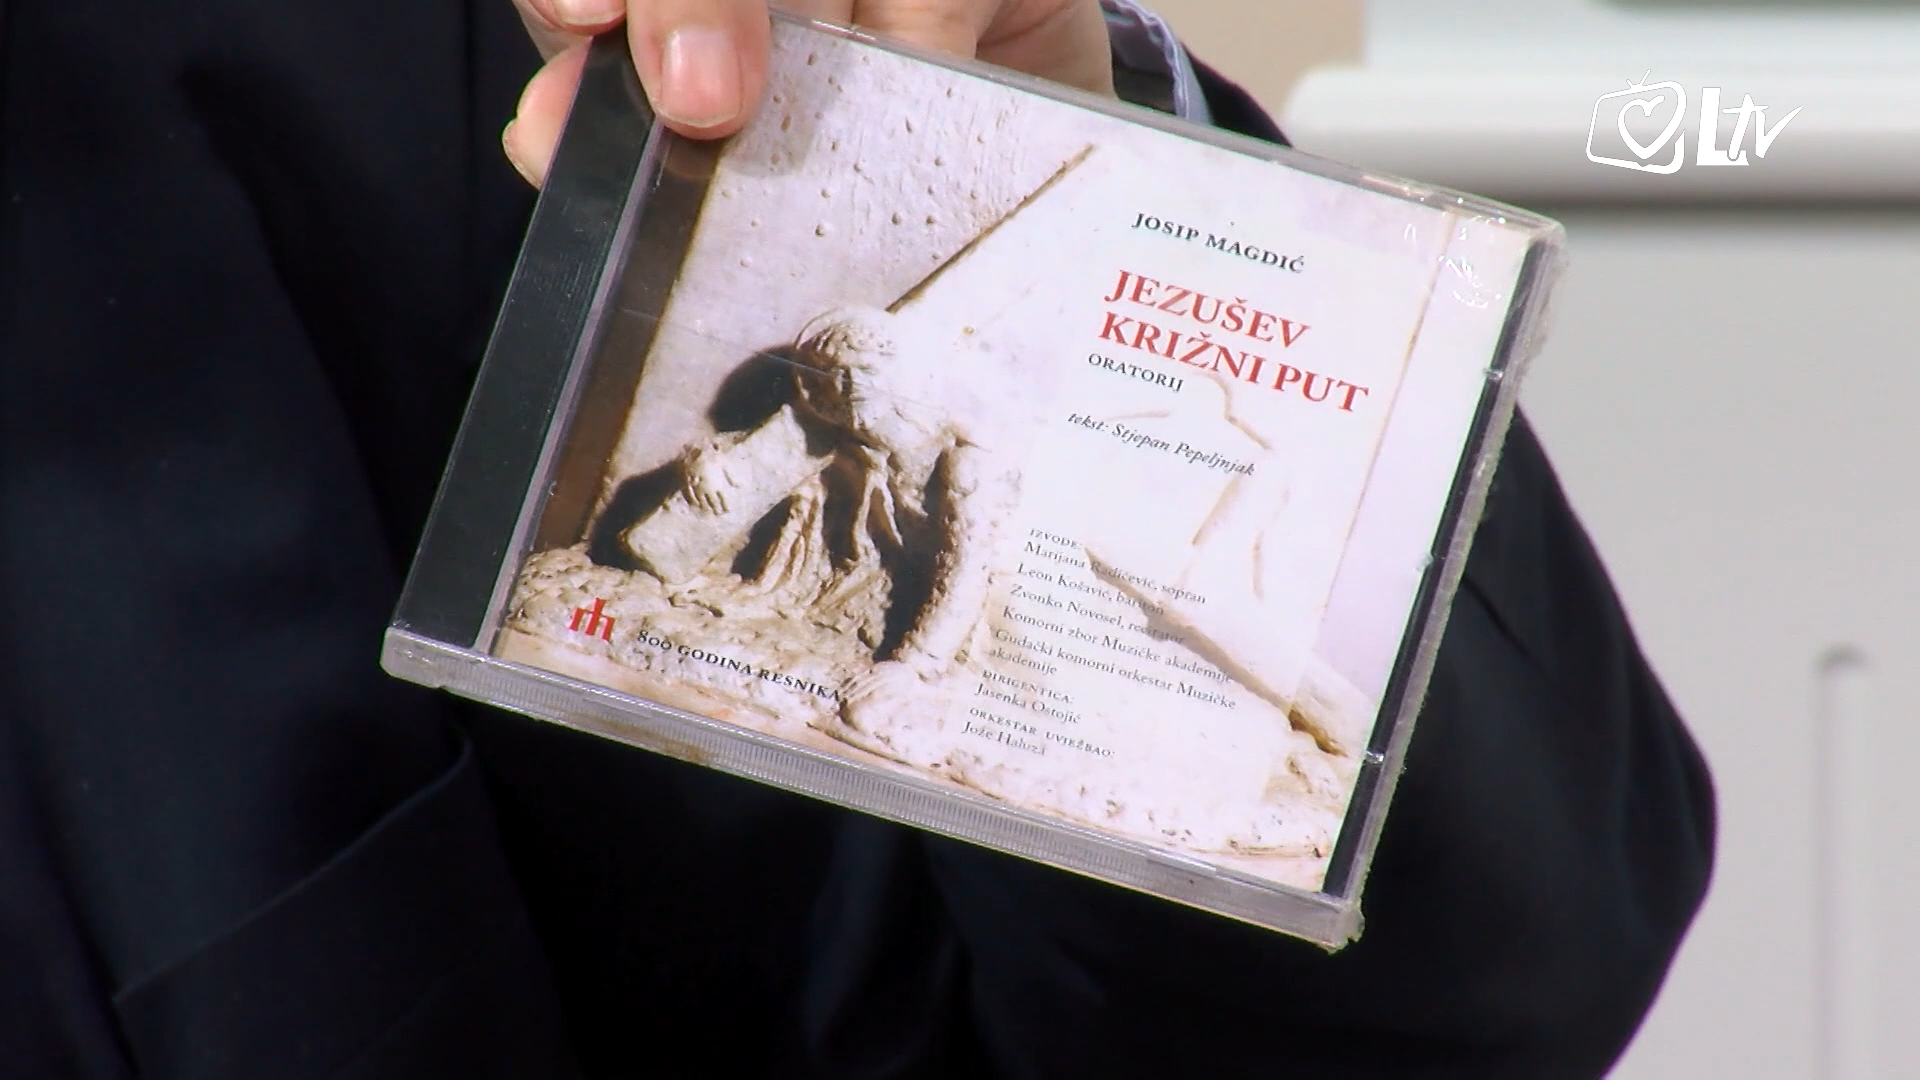 LTV
JOSIP MAGDIĆ
JEZUŠEV
KRIŽNI PUT
ORATORIJ
tekst: Stjepan Pepeljnjak
IZVODE:
Marijana Radičević, sopran
Leon Košavić, bariton
Zvonko Novosel, recitator
Komorni zbor Muzičke akademije
Gudački komorni orkestar Muzičke
akademije
DIRIGENTICA:
Jasenka Ostojić
ORKESTAR UVJEŽBAO:
Jože Haluza
800 GODINA RESNIKA